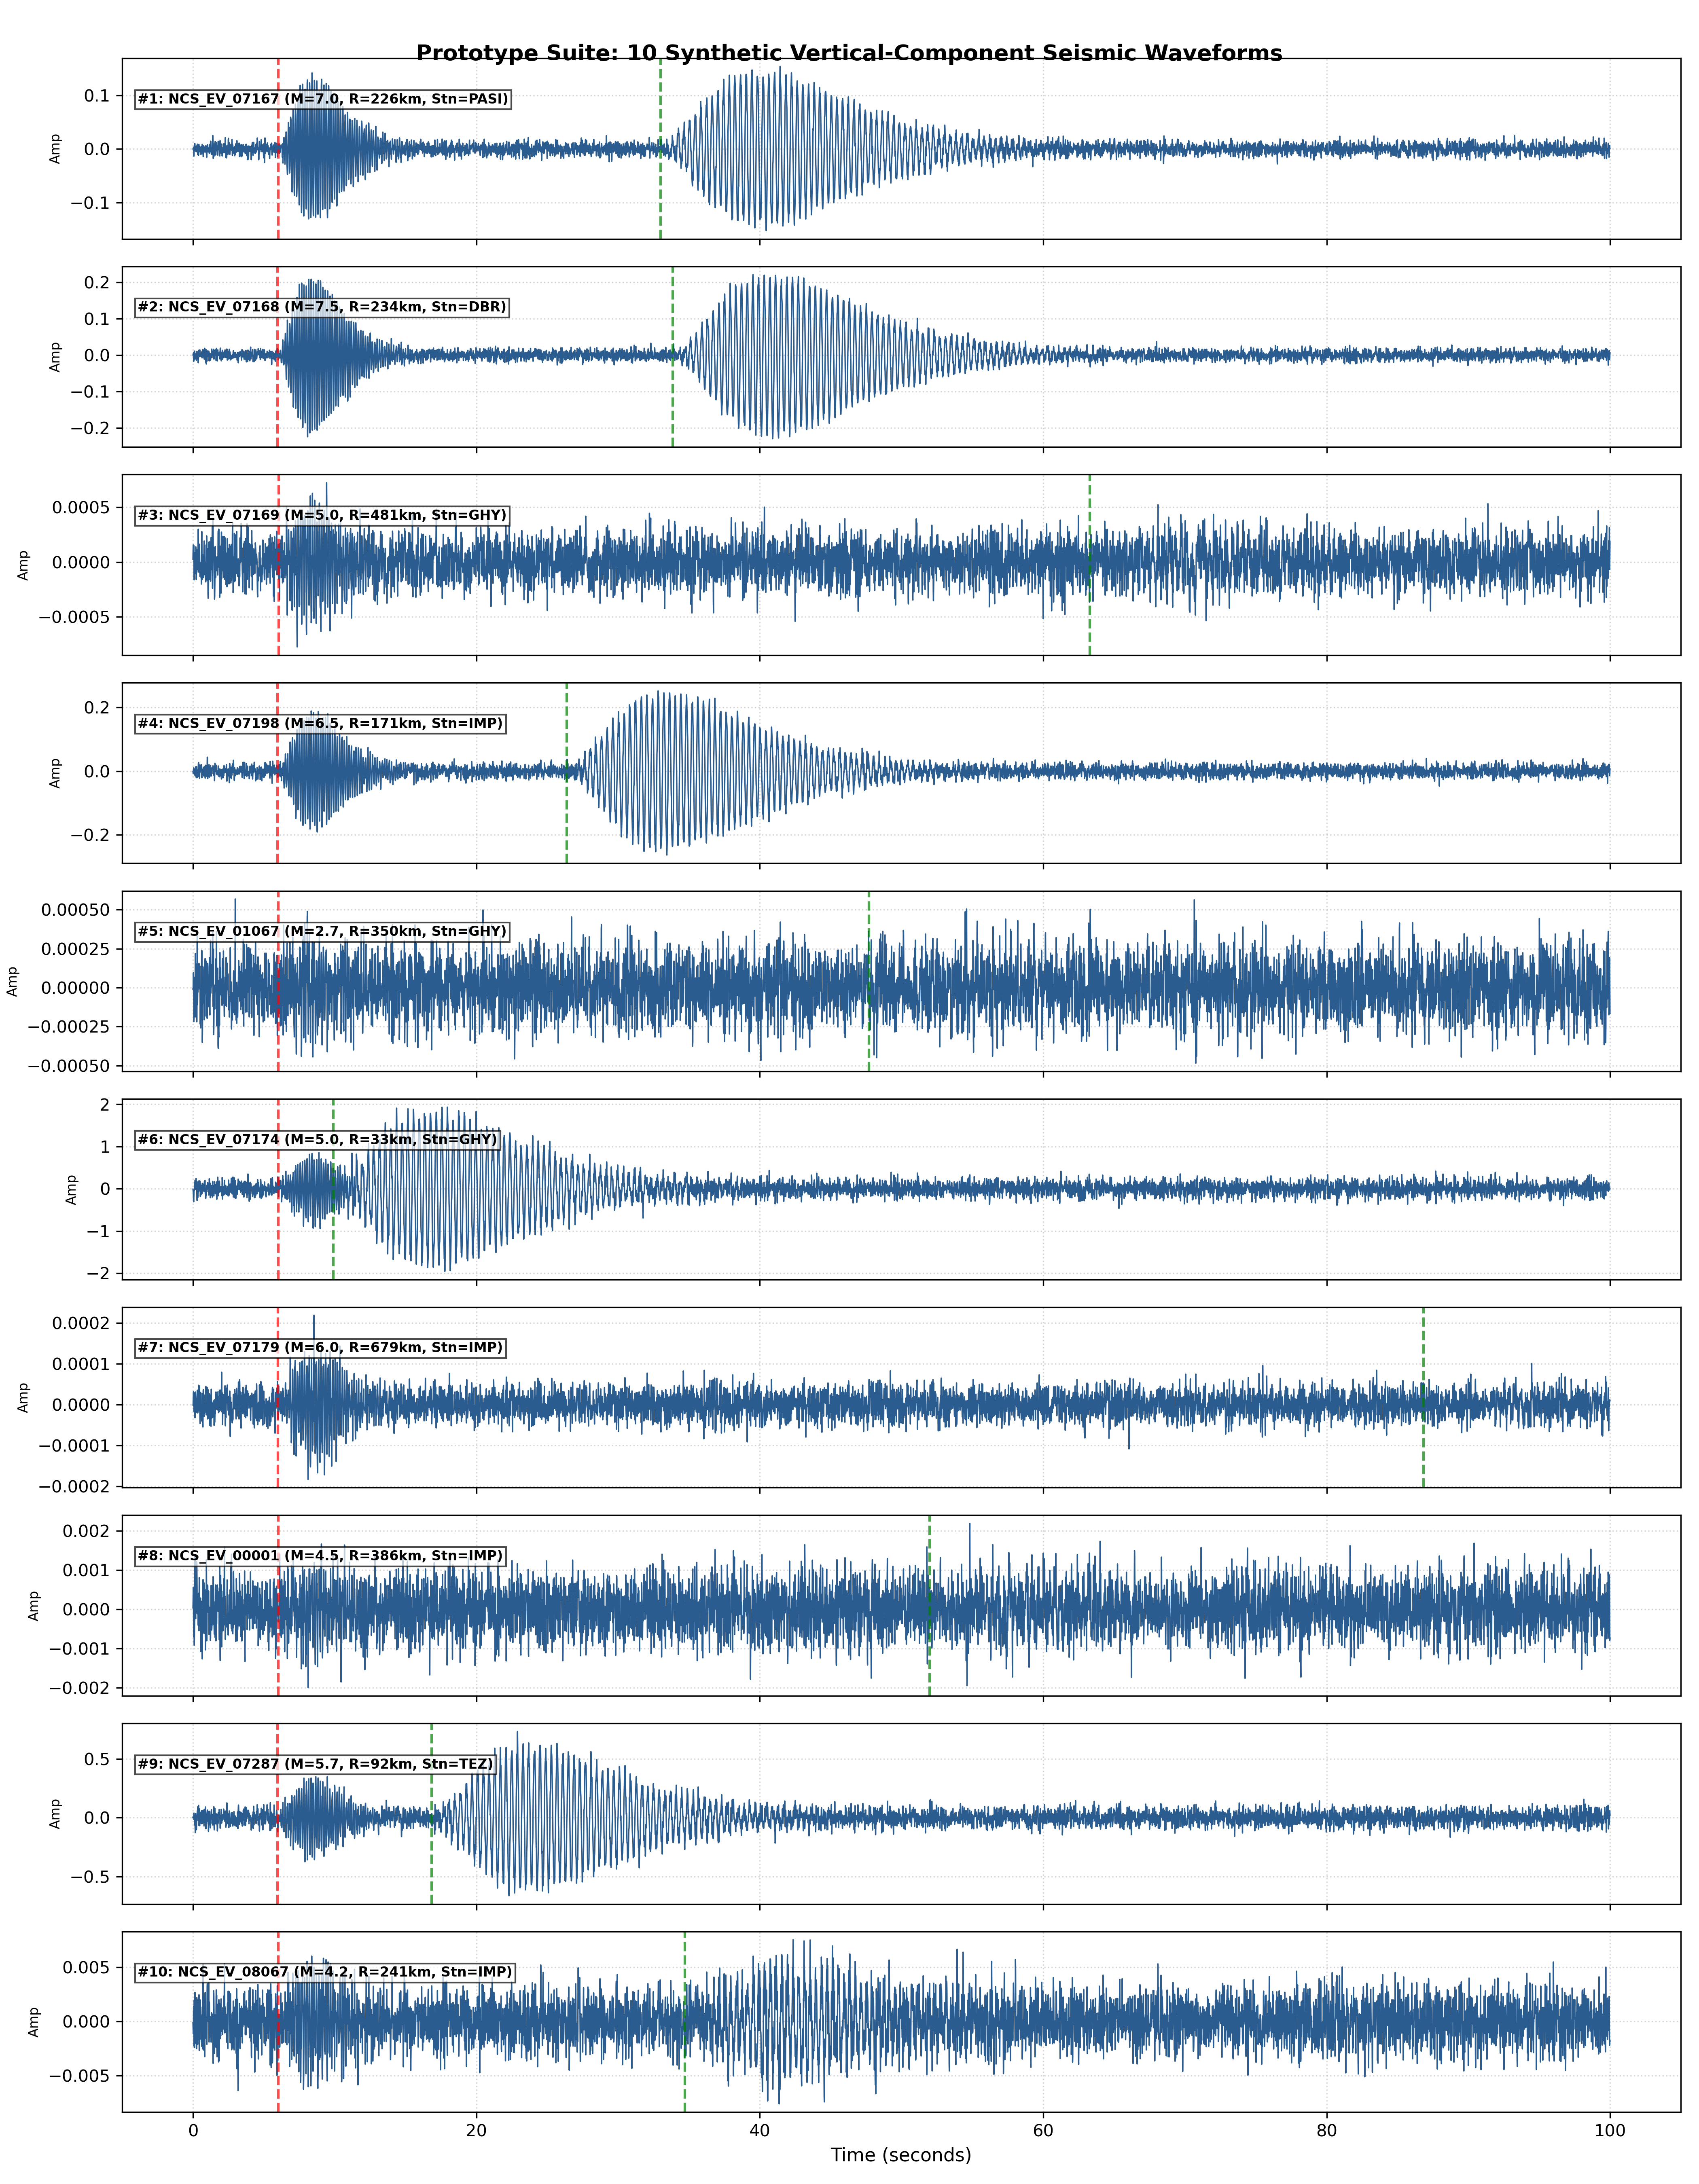 Prototype Suite: 10 Synthetic Vertical-Component Seismic Waveforms
#1: NCS_EV_07167 (M=7.0, R=226km, Stn=PASI)
0.1
0.0
−0.1
Amp
#2: NCS_EV_07168 (M=7.5, R=234km, Stn=DBR)
0.2
0.1
0.0
−0.1
−0.2
Amp
#3: NCS_EV_07169 (M=5.0, R=481km, Stn=GHY)
0.0005
0.0000
−0.0005
Amp
#4: NCS_EV_07198 (M=6.5, R=171km, Stn=IMP)
0.2
0.0
−0.2
Amp
#5: NCS_EV_01067 (M=2.7, R=350km, Stn=GHY)
0.00050
0.00025
0.00000
−0.00025
−0.00050
Amp
#6: NCS_EV_07174 (M=5.0, R=33km, Stn=GHY)
2
1
0
−1
−2
Amp
#7: NCS_EV_07179 (M=6.0, R=679km, Stn=IMP)
0.0002
0.0001
0.0000
−0.0001
−0.0002
Amp
#8: NCS_EV_00001 (M=4.5, R=386km, Stn=IMP)
0.002
0.001
0.000
−0.001
−0.002
Amp
#9: NCS_EV_07287 (M=5.7, R=92km, Stn=TEZ)
0.5
0.0
−0.5
Amp
#10: NCS_EV_08067 (M=4.2, R=241km, Stn=IMP)
0.005
0.000
−0.005
Amp
0 20 40 60 80 100
Time (seconds)